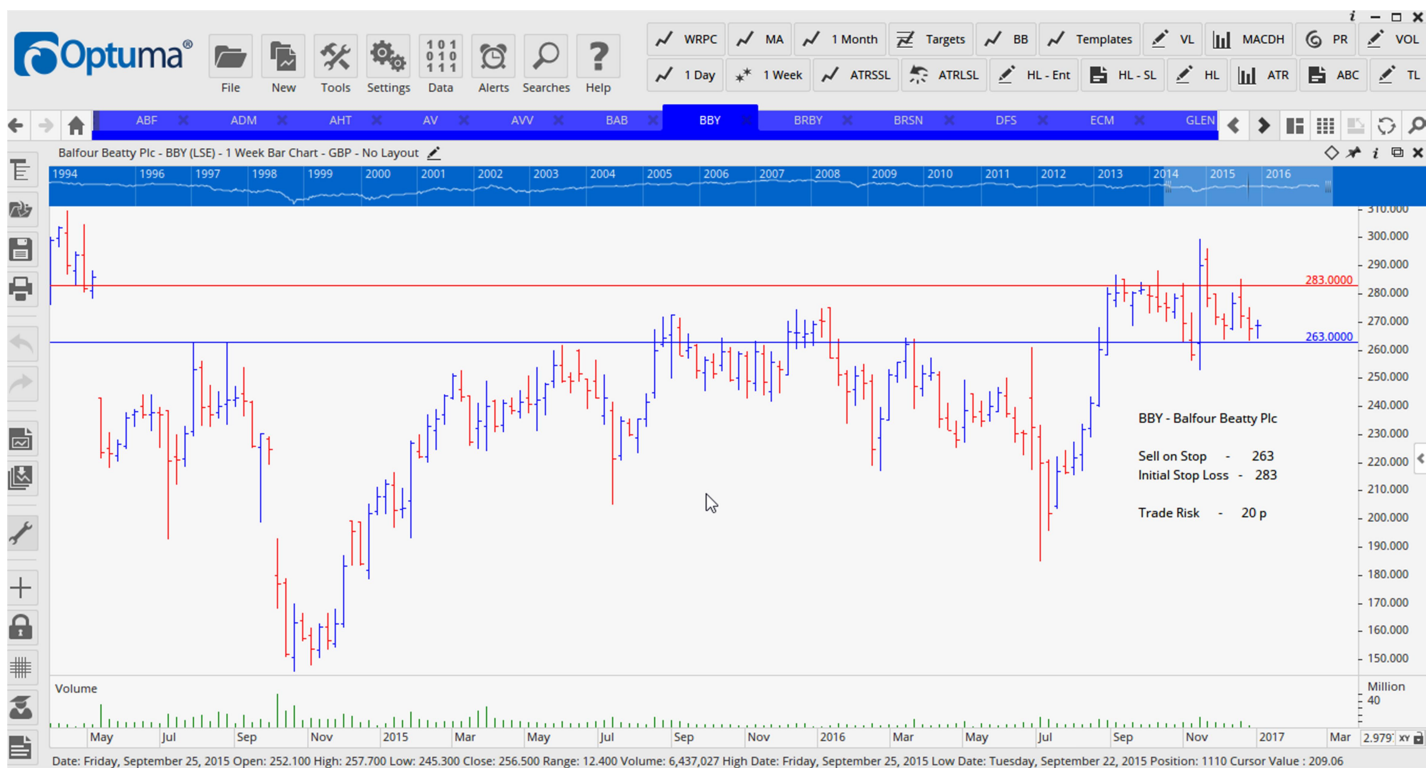 Optuma®
File
New
Tools
Settings
101
010
111
Data
Alerts
Searches
Help
WRPC
MA
1 Month
Targets
BB
Templates
VL
MACDH
PR
VOL
1 Day
1 Week
ATRSSL
ATRLSL
HL - Ent
HL - SL
HL
ATR
ABC
TL
ABF
ADM
AHT
AV
AVV
BAB
BBY
BRBY
BRSN
DFS
ECM
GLEN
Balfour Beatty Plc - BBY (LSE) - 1 Week Bar Chart - GBP - No Layout
1994 1996 1997 1998 1999 2000 2001 2002 2003 2004 2005 2006 2007 2008 2009 2010 2011 2012 2013 2014 2015 2016
310.000
300.000
290.000
283.0000
280.000
270.000
263.0000
260.000
250.000
240.000
BBY - Balfour Beatty Plc
230.000
Sell on Stop - 263
220.000
Initial Stop Loss - 283
210.000
Trade Risk - 20 p
200.000
190.000
180.000
170.000
160.000
150.000
Volume
Million
40
May Jul Sep Nov 2015 Mar May Jul Sep Nov 2016 Mar May Jul Sep Nov 2017 Mar
2.979 XY
Date: Friday, September 25, 2015 Open: 252.100 High: 257.700 Low: 245.300 Close: 256.500 Range: 12.400 Volume: 6,437,027 High Date: Friday, September 25, 2015 Low Date: Tuesday, September 22, 2015 Position: 1110 Cursor Value : 209.06